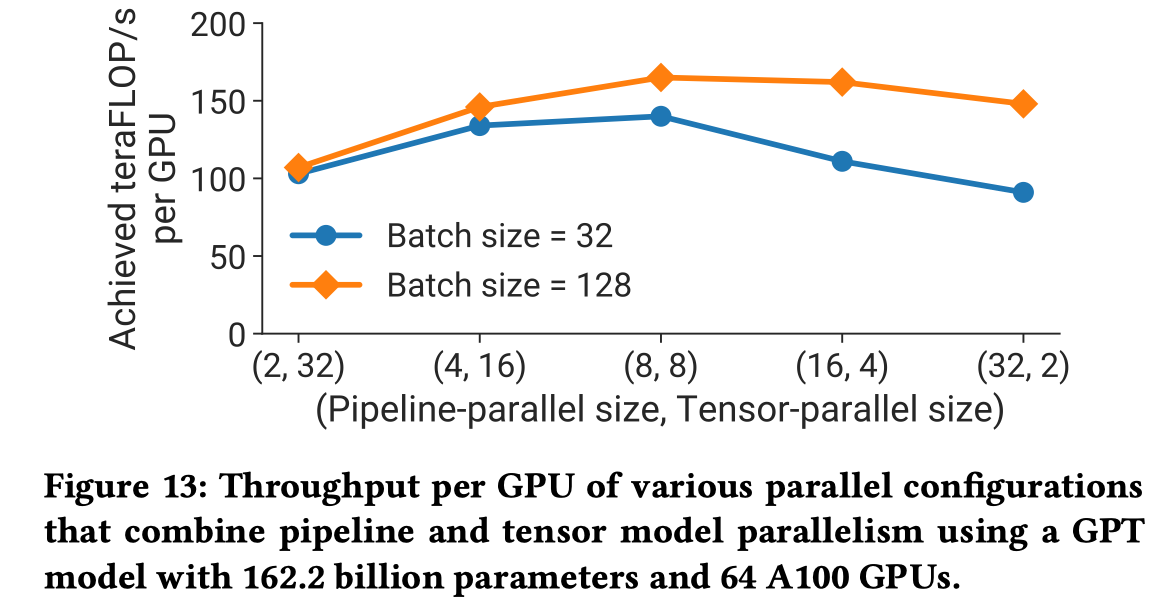 Achieved teraFLOP/s
per GPU
200
150
100
50
0
Batch size = 32
Batch size = 128
(2, 32)
(4, 16)
(8, 8)
(16, 4)
(32, 2)
(Pipeline-parallel size, Tensor-parallel size)
Figure 13: Throughput per GPU of various parallel configurations
that combine pipeline and tensor model parallelism using a GPT
model with 162.2 billion parameters and 64 A100 GPUs.